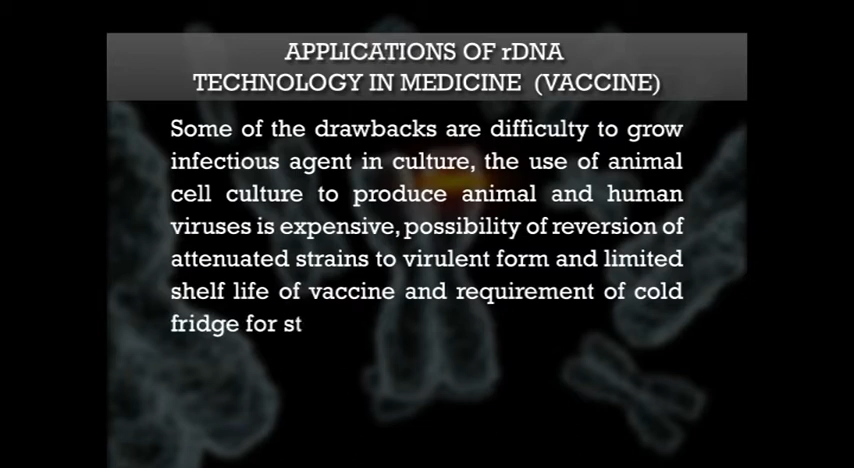 APPLICATIONS OF rDNA
TECHNOLOGY IN MEDICINE (VACCINE)
Some of the drawbacks are difficulty to grow
infectious agent in culture, the use of animal
cell culture to produce animal and human
viruses is expensive, possibility of reversion of
attenuated strains to virulent form and limited
shelf life of vaccine and requirement of cold
fridge for st